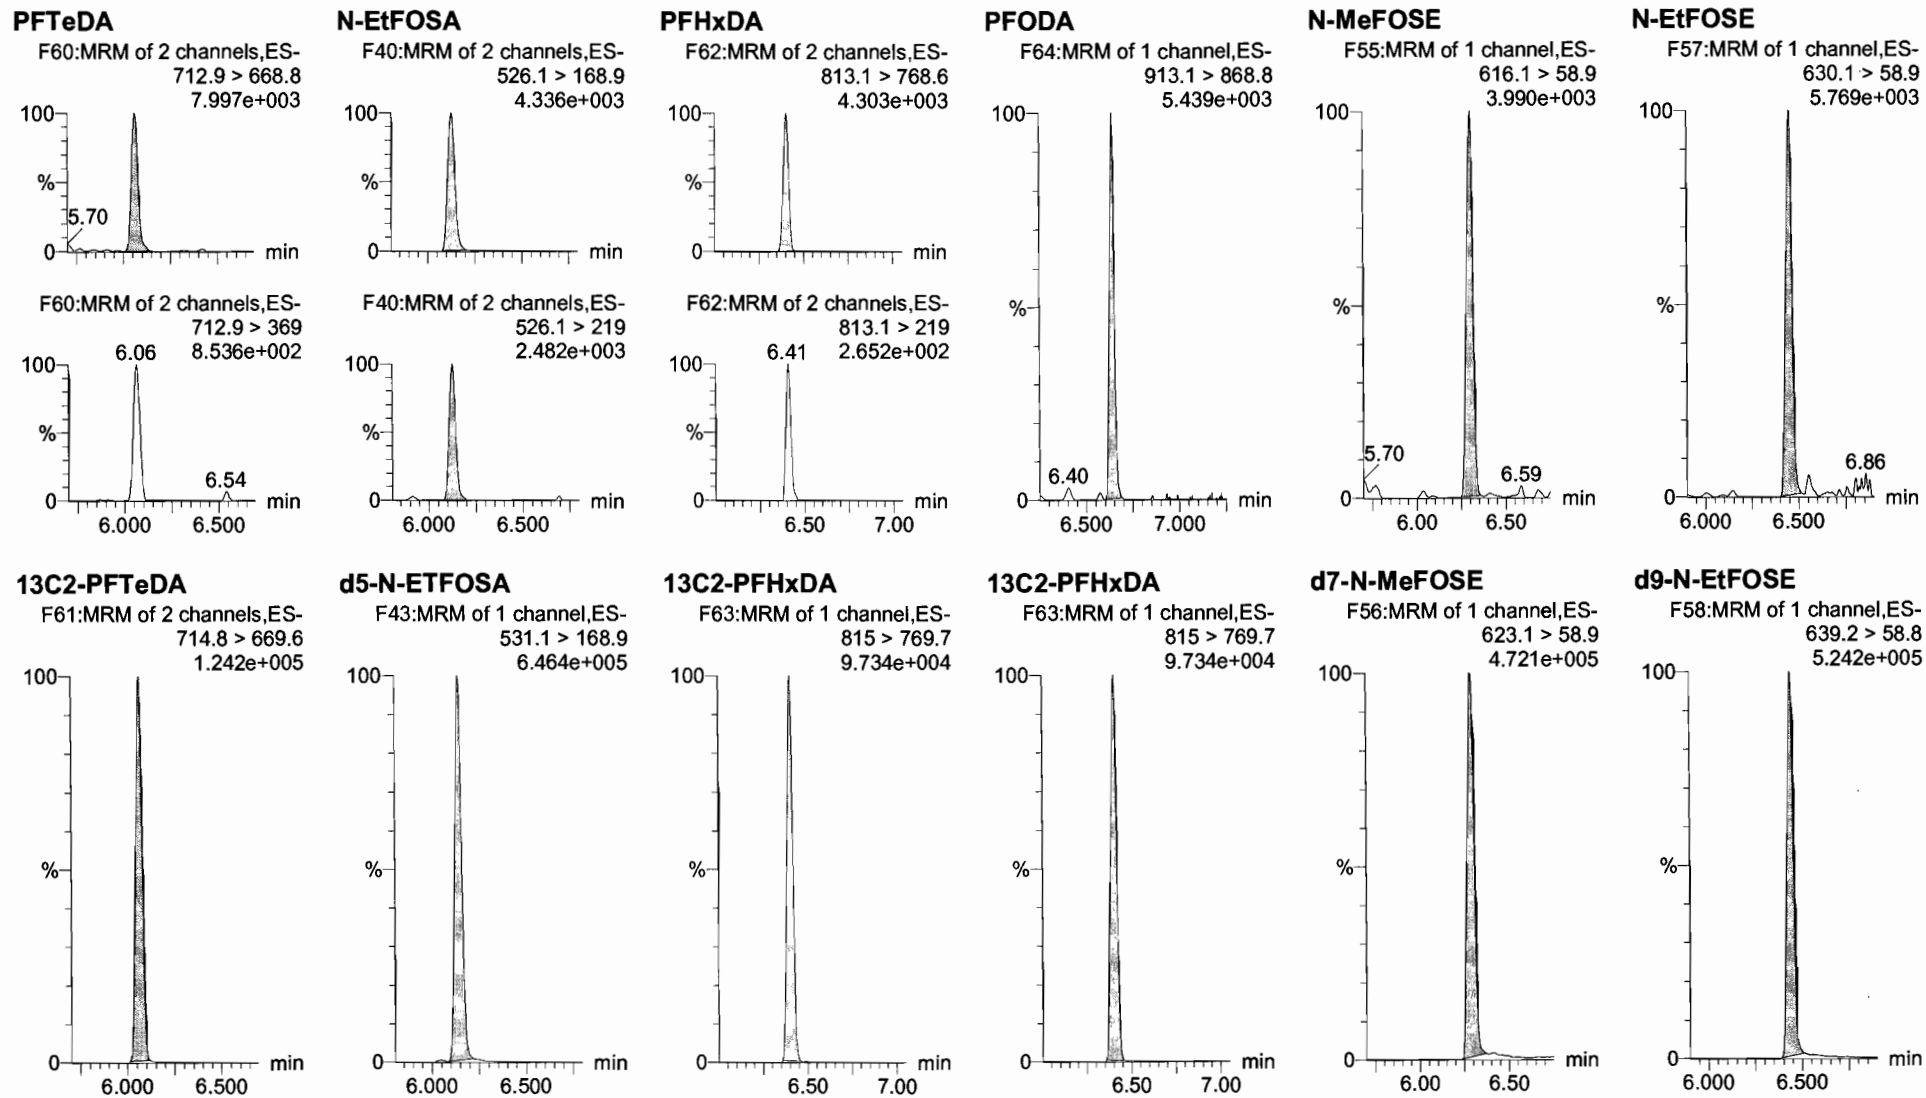 PFTeDA
F60:MRM of 2 channels,ES-
712.9 > 668.8
7.997e+003
100
%
5.70
0
min
F60:MRM of 2 channels,ES-
712.9 > 369
8.536e+002
100
6.06
%
6.54
0
min
6.000 6.500
N-EtFOSA
F40:MRM of 2 channels,ES-
526.1 > 168.9
4.336e+003
100
%
0
min
F40:MRM of 2 channels,ES-
526.1 > 219
2.482e+003
100
%
0
min
6.000 6.500
PFHxDA
F62:MRM of 2 channels,ES-
813.1 > 768.6
4.303e+003
100
%
0
min
F62:MRM of 2 channels,ES-
813.1 > 219
6.41 2.652e+002
100
%
0
min
6.50 7.00
PFODA
F64:MRM of 1 channel,ES-
913.1 > 868.8
5.439e+003
100
%
6.40
0
min
6.500 7.000
N-MeFOSE
F55:MRM of 1 channel,ES-
616.1 > 58.9
3.990e+003
100
%
5.70
6.59
0
min
6.00 6.50
N-EtFOSE
F57:MRM of 1 channel,ES-
630.1 > 58.9
5.769e+003
100
%
6.86
0
min
6.000 6.500
13C2-PFTeDA
F61:MRM of 2 channels,ES-
714.8 > 669.6
1.242e+005
100
%
0
min
6.000 6.500
d5-N-ETFOSA
F43:MRM of 1 channel,ES-
531.1 > 168.9
6.464e+005
100
%
0
min
6.000 6.500
13C2-PFHxDA
F63:MRM of 1 channel,ES-
815 > 769.7
9.734e+004
100
%
0
min
6.50 7.00
13C2-PFHxDA
F63:MRM of 1 channel,ES-
815 > 769.7
9.734e+004
100
%
0
min
6.50 7.00
d7-N-MeFOSE
F56:MRM of 1 channel,ES-
623.1 > 58.9
4.721e+005
100
%
0
min
6.00 6.50
d9-N-EtFOSE
F58:MRM of 1 channel,ES-
639.2 > 58.8
5.242e+005
100
%
0
min
6.000 6.500